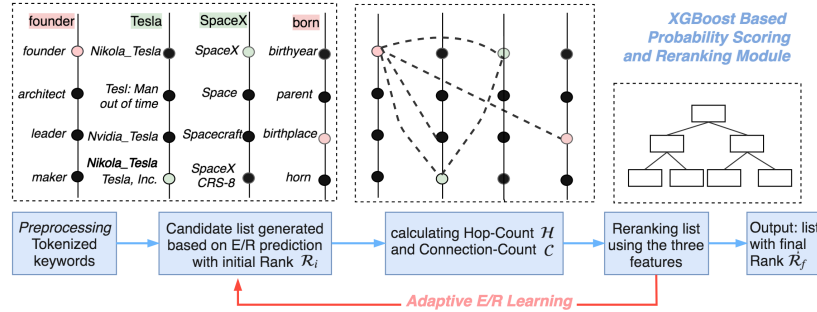 founder
Tesla
SpaceX
born
founder
architect
leader
maker
Nikola_Tesla
Tesl: Man
out of time
Nvidia_Tesla
Nikola_Tesla
Tesla, Inc.
SpaceX
Space
Spacecraft
SpaceX
CRS-8
birthyear
parent
birthplace
horn
XGBoost Based
Probability Scoring
and Reranking Module
Preprocessing
Tokenized
keywords
Candidate list generated
based on E/R prediction
with initial Rank ℛᵢ
calculating Hop-Count ℋ
and Connection-Count 𝒞
Reranking list
using the three
features
Output: list
with final
Rank ℛ_f
Adaptive E/R Learning